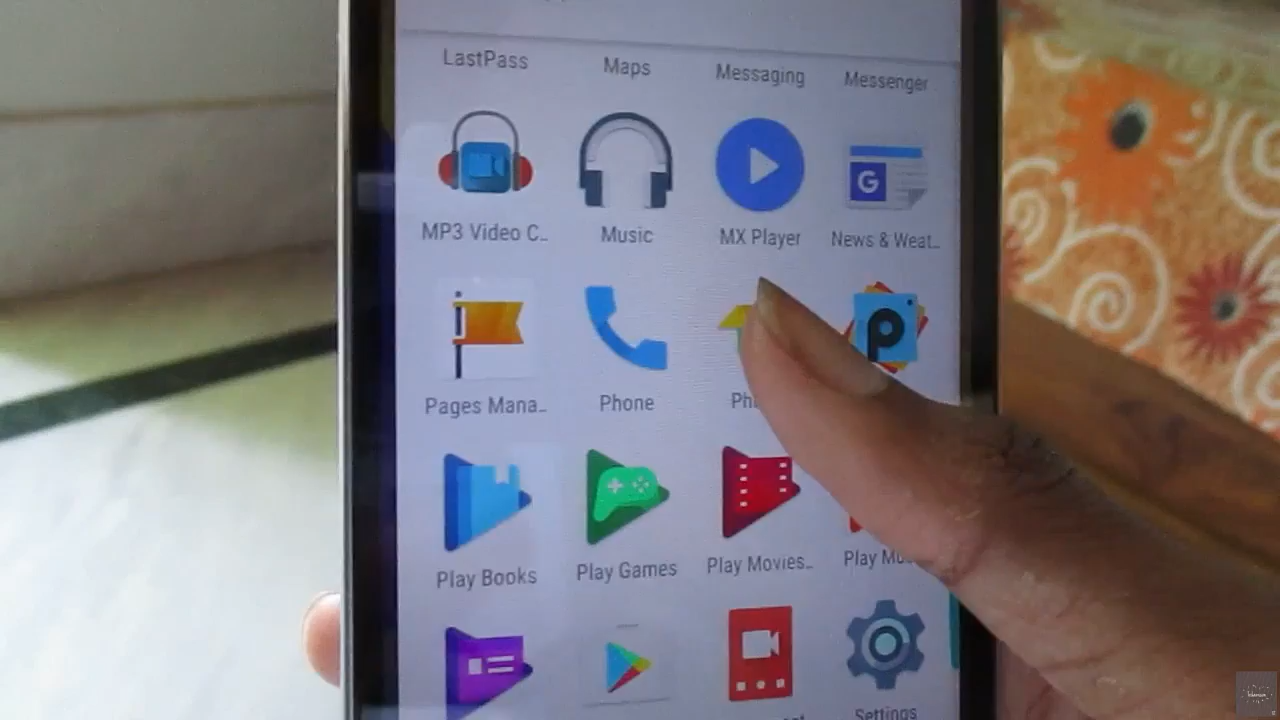 LastPass
Maps
Messaging
Messenger
MP3 Video C..
Music
MX Player
News & Weat..
G
Pages Mana..
Phone
P
Play Books
Play Games
Play Movies..
Settings